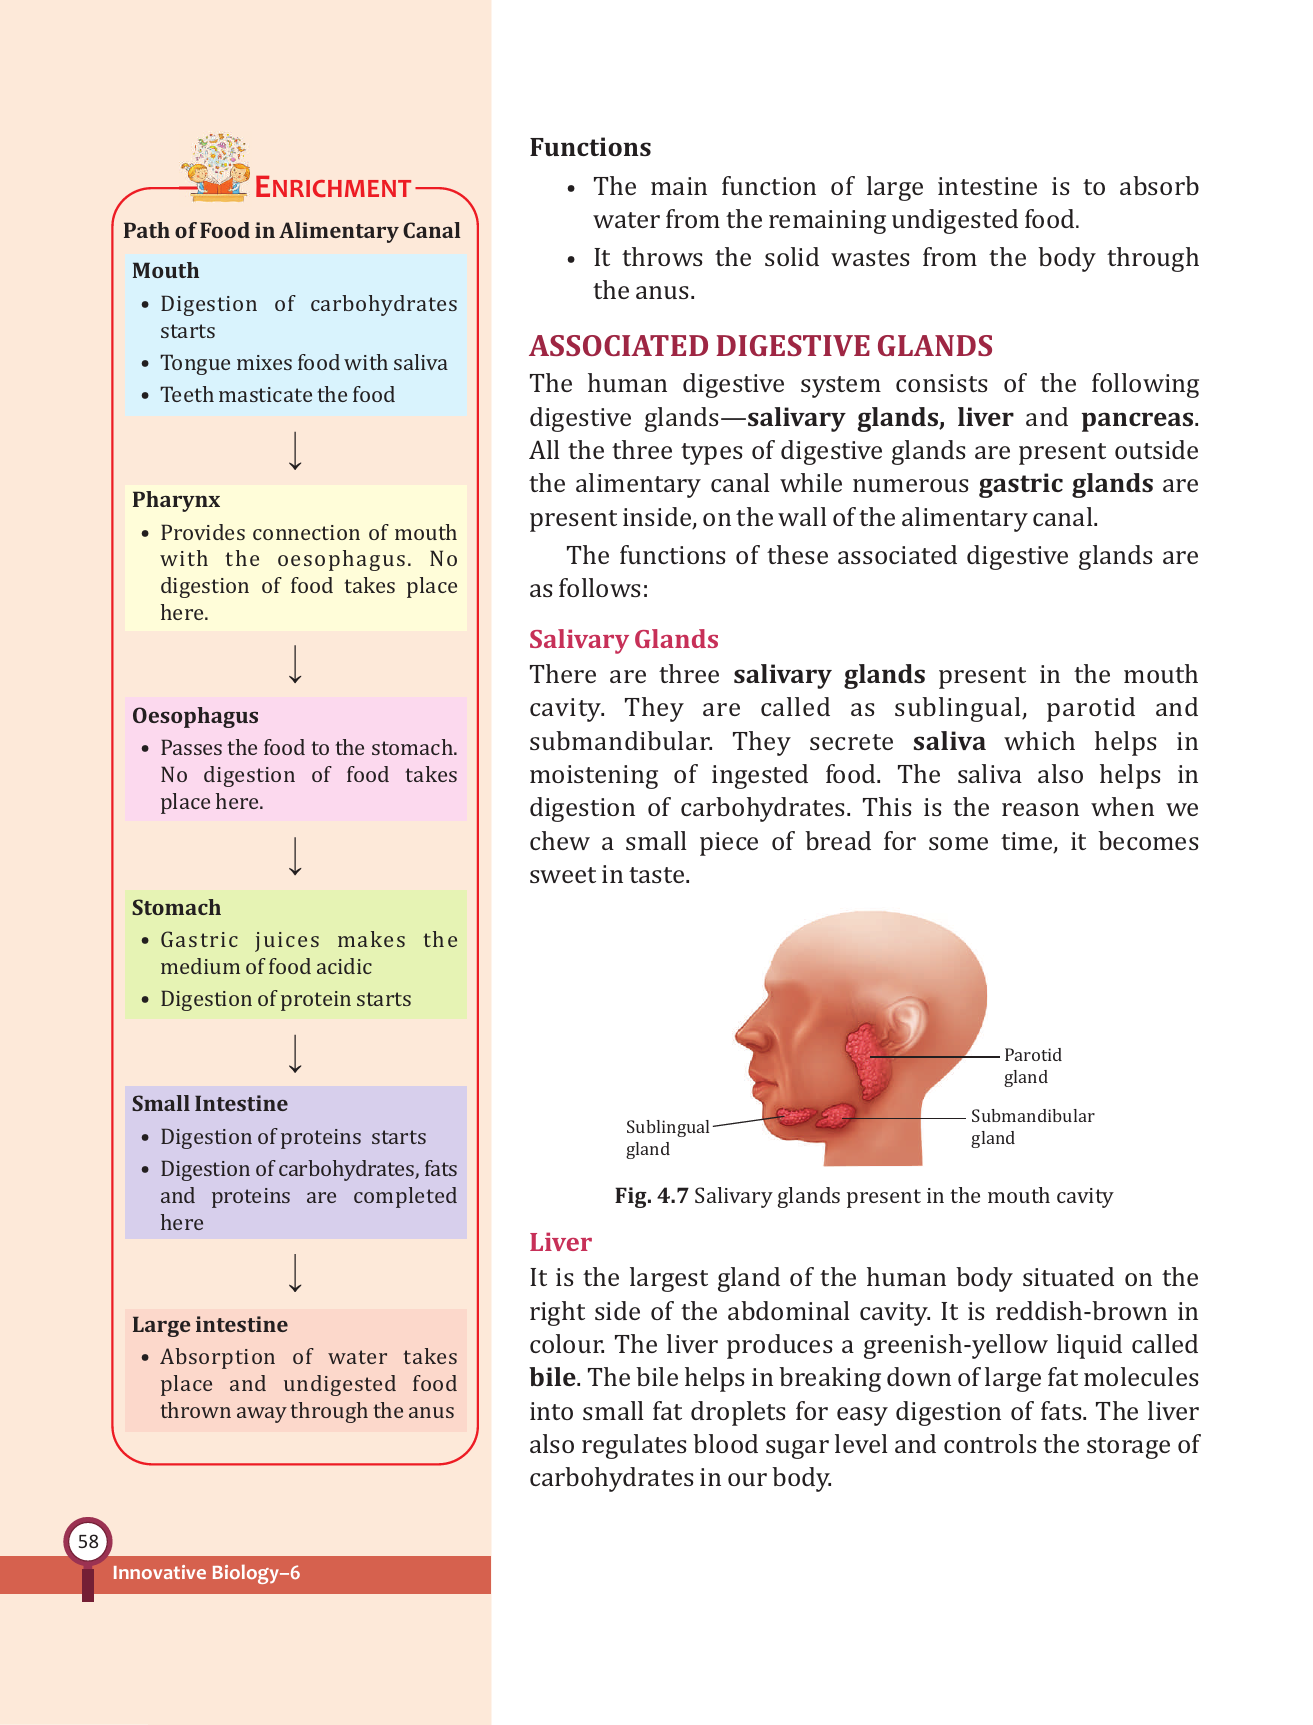 ENRICHMENT
Path of Food in Alimentary Canal
Mouth
• Digestion of carbohydrates
starts
• Tongue mixes food with saliva
• Teeth masticate the food
↓
Pharynx
• Provides connection of mouth
with the oesophagus. No
digestion of food takes place
here.
↓
Oesophagus
• Passes the food to the stomach.
No digestion of food takes
place here.
↓
Stomach
• Gastric juices makes the
medium of food acidic
• Digestion of protein starts
↓
Small Intestine
• Digestion of proteins starts
• Digestion of carbohydrates, fats
and proteins are completed
here
↓
Large intestine
• Absorption of water takes
place and undigested food
thrown away through the anus
58
Innovative Biology–6
Functions
• The main function of large intestine is to absorb
water from the remaining undigested food.
• It throws the solid wastes from the body through
the anus.
ASSOCIATED DIGESTIVE GLANDS
The human digestive system consists of the following
digestive glands—salivary glands, liver and pancreas.
All the three types of digestive glands are present outside
the alimentary canal while numerous gastric glands are
present inside, on the wall of the alimentary canal.
The functions of these associated digestive glands are
as follows:
Salivary Glands
There are three salivary glands present in the mouth
cavity. They are called as sublingual, parotid and
submandibular. They secrete saliva which helps in
moistening of ingested food. The saliva also helps in
digestion of carbohydrates. This is the reason when we
chew a small piece of bread for some time, it becomes
sweet in taste.
Parotid
gland
Submandibular
gland
Sublingual
gland
Fig. 4.7 Salivary glands present in the mouth cavity
Liver
It is the largest gland of the human body situated on the
right side of the abdominal cavity. It is reddish-brown in
colour. The liver produces a greenish-yellow liquid called
bile. The bile helps in breaking down of large fat molecules
into small fat droplets for easy digestion of fats. The liver
also regulates blood sugar level and controls the storage of
carbohydrates in our body.